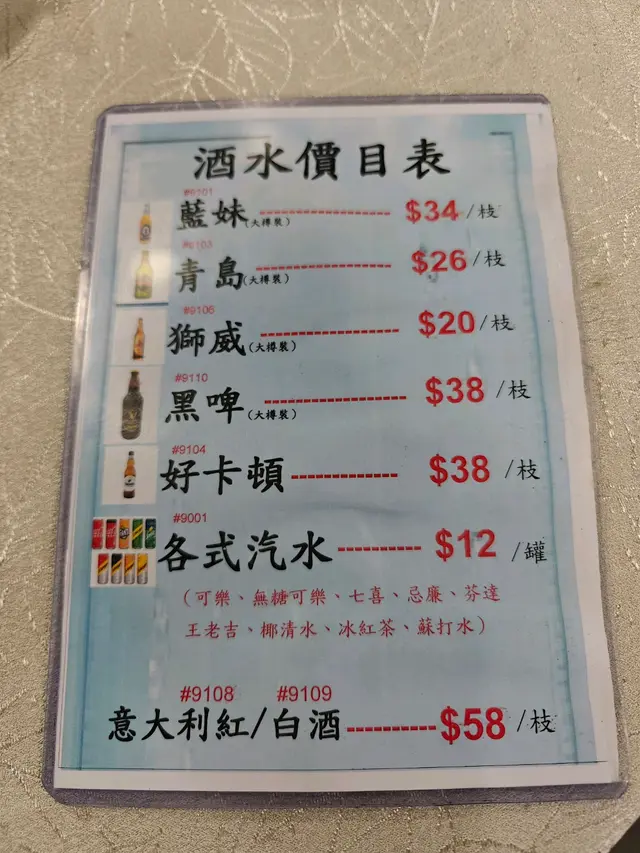 酒水價目表
#9101
藍妹(大樽裝)------------------$34/枝
#9103
青島(大樽裝)------------------$26/枝
#9106
獅威(大樽裝)------------------$20/枝
#9110
黑啤(大樽裝)------------------$38/枝
#9104
好卡頓-------------$38/枝
#9001
各式汽水----------$12/罐
(可樂、無糖可樂、七喜、忌廉、芬達
王老吉、椰清水、冰紅茶、蘇打水)
#9108 #9109
意大利紅/白酒----------$58/枝